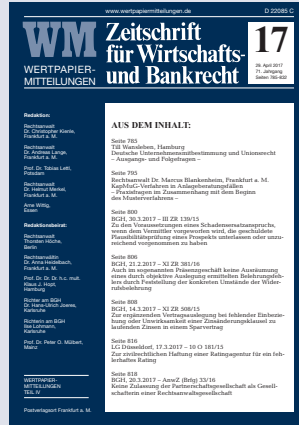 www.wertpapiermitteilungen.de
D 22085 C
WM
WERTPAPIER-
MITTEILUNGEN
Zeitschrift
für Wirtschafts-
und Bankrecht
17
29. April 2017
71. Jahrgang
Seiten 785-832
Redaktion:
Rechtsanwalt
Dr. Christopher Kienle,
Frankfurt a. M.
Rechtsanwalt
Dr. Andreas Lange,
Frankfurt a. M.
Prof. Dr. Tobias Lettl,
Potsdam
Rechtsanwalt
Dr. Helmut Merkel,
Frankfurt a. M.
Arne Wittig,
Essen
Redaktionsbeirat:
Rechtsanwalt
Thorsten Höche,
Berlin
Rechtsanwältin
Dr. Anna Heidelbach,
Frankfurt a. M.
Prof. Dr. Dr. Dr. h.c. mult.
Klaus J. Hopt,
Hamburg
Richter am BGH
Dr. Hans-Ulrich Joeres,
Karlsruhe
Richterin am BGH
Ilse Lohmann,
Karlsruhe
Prof. Dr. Peter O. Mülbert,
Mainz
WERTPAPIER-
MITTEILUNGEN
TEIL IV
Postverlagsort Frankfurt a. M.
AUS DEM INHALT:
Seite 785
Till Wansleben, Hamburg
Deutsche Unternehmensmitbestimmung und Unionsrecht
– Ausgangs- und Folgefragen –
Seite 795
Rechtsanwalt Dr. Marcus Blankenheim, Frankfurt a. M.
KapMuG-Verfahren in Anlageberatungsfällen
– Praxisfragen im Zusammenhang mit dem Beginn
des Musterverfahrens –
Seite 800
BGH, 30.3.2017 – III ZR 139/15
Zu den Voraussetzungen eines Schadensersatzanspruchs,
wenn dem Vermittler vorgeworfen wird, die geschuldete
Plausibilitätsprüfung eines Prospekts unterlassen oder unzu-
reichend vorgenommen zu haben
Seite 806
BGH, 21.2.2017 – XI ZR 381/16
Auch im sogenannten Präsenzgeschäft keine Ausräumung
eines durch objektive Auslegung ermittelten Belehrungsfeh-
lers durch Feststellung der konkreten Umstände der Wider-
rufsbelehrung
Seite 808
BGH, 14.3.2017 – XI ZR 508/15
Zur ergänzenden Vertragsauslegung bei fehlender Einbezie-
hung oder Unwirksamkeit einer Zinsänderungsklausel zu
laufenden Zinsen in einem Sparvertrag
Seite 816
LG Düsseldorf, 17.3.2017 – 10 O 181/15
Zur zivilrechtlichen Haftung einer Ratingagentur für ein feh-
lerhaftes Rating
Seite 818
BGH, 20.3.2017 – AnwZ (Brfg) 33/16
Keine Zulassung der Partnerschaftsgesellschaft als Gesell-
schafterin einer Rechtsanwaltsgesellschaft